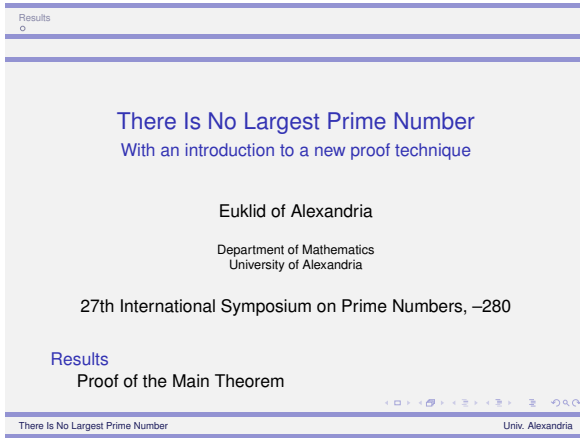 Results
There Is No Largest Prime Number
With an introduction to a new proof technique
Euklid of Alexandria
Department of Mathematics
University of Alexandria
27th International Symposium on Prime Numbers, –280
Results
Proof of the Main Theorem
There Is No Largest Prime Number
Univ. Alexandria